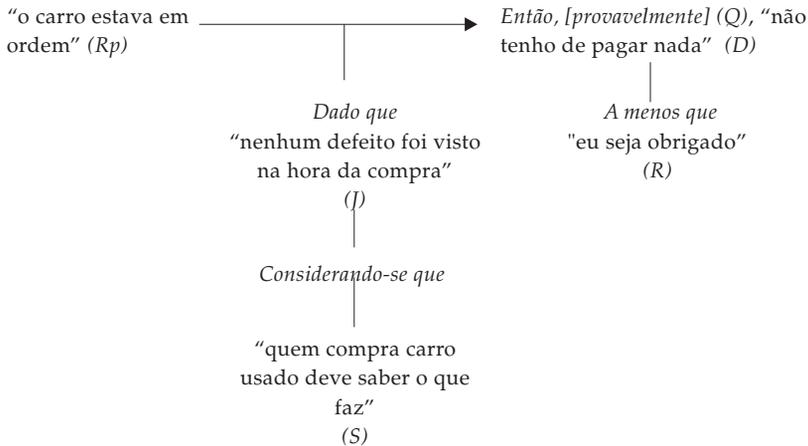 “o carro estava em
ordem” (Rp)
Então, [provavelmente] (Q), “não
tenho de pagar nada” (D)
Dado que
“nenhum defeito foi visto
na hora da compra”
(J)
A menos que
"eu seja obrigado”
(R)
Considerando-se que
“quem compra carro
usado deve saber o que
faz”
(S)